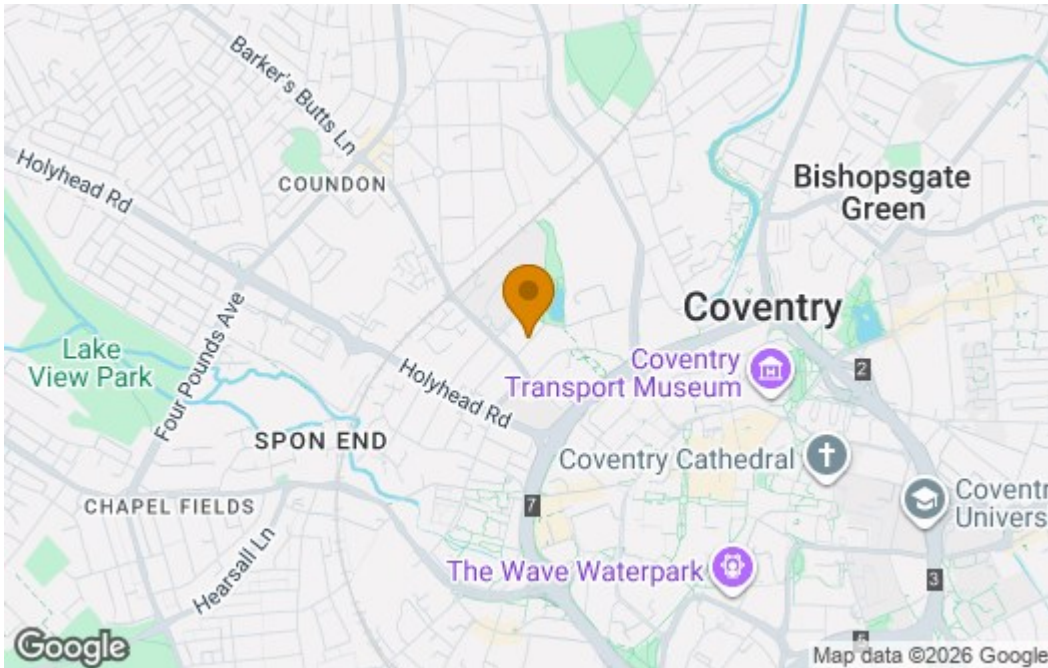 Barker's Butts Ln
Holyhead Rd
COUNDON
Bishopsgate
Green
Four Pounds Ave
Coventry
Lake
View Park
Coventry
Transport Museum
2
Holyhead Rd
SPON END
Coventry Cathedral
CHAPEL FIELDS
7
Coventr
Univers
Hearsall Ln
The Wave Waterpark
3
6
Google
Map data ©2026 Google